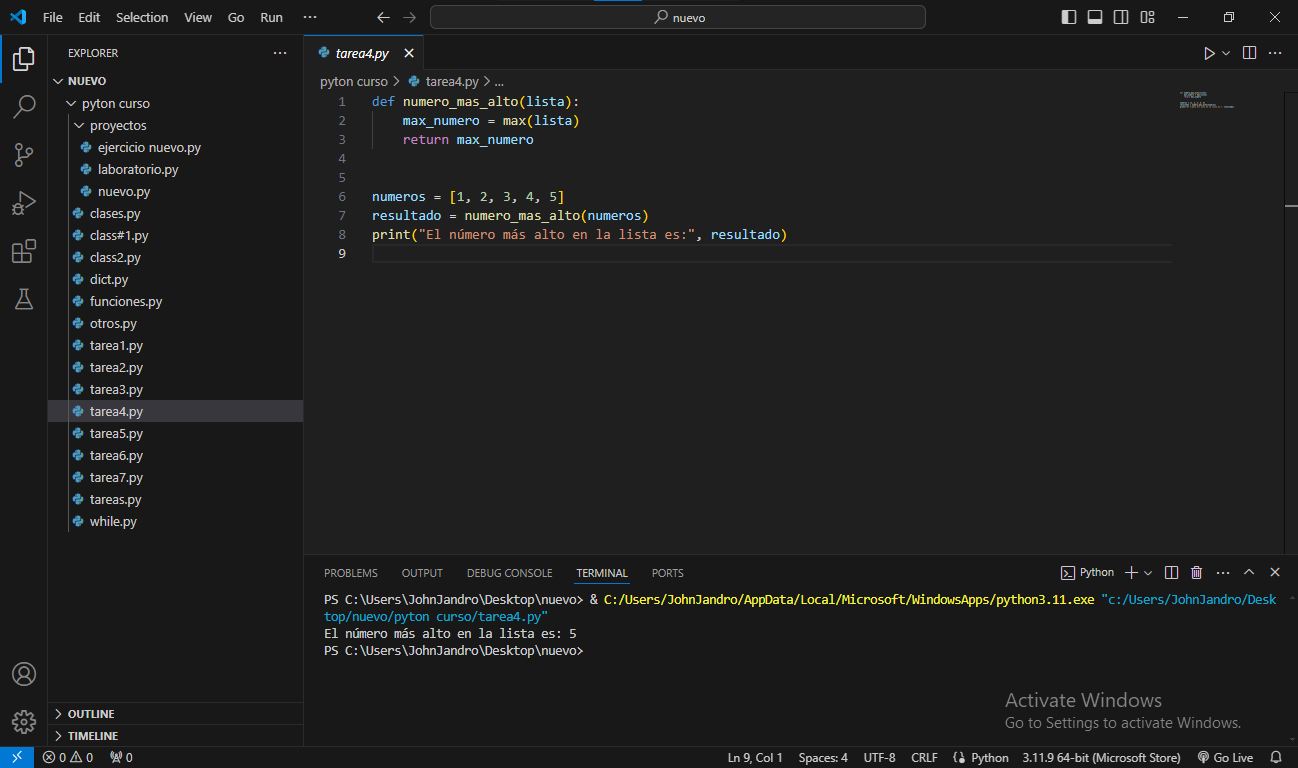 File Edit Selection View Go Run ··· nuevo
EXPLORER ···
NUEVO
pyton curso
proyectos
ejercicio nuevo.py
laboratorio.py
nuevo.py
clases.py
class#1.py
class2.py
dict.py
funciones.py
otros.py
tarea1.py
tarea2.py
tarea3.py
tarea4.py
tarea5.py
tarea6.py
tarea7.py
tareas.py
while.py
OUTLINE
TIMELINE
tarea4.py
pyton curso > tarea4.py > ...
1 def numero_mas_alto(lista):
2 max_numero = max(lista)
3 return max_numero
4
5
6 numeros = [1, 2, 3, 4, 5]
7 resultado = numero_mas_alto(numeros)
8 print("El número más alto en la lista es:", resultado)
9
PROBLEMS OUTPUT DEBUG CONSOLE TERMINAL PORTS Python
PS C:\Users\JohnJandro\Desktop\nuevo> & C:/Users/JohnJandro/AppData/Local/Microsoft/WindowsApps/python3.11.exe "c:/Users/JohnJandro/Desk
top/nuevo/pyton curso/tarea4.py"
El número más alto en la lista es: 5
PS C:\Users\JohnJandro\Desktop\nuevo>
Activate Windows
Go to Settings to activate Windows.
0 0 0 Ln 9, Col 1 Spaces: 4 UTF-8 CRLF Python 3.11.9 64-bit (Microsoft Store) Go Live